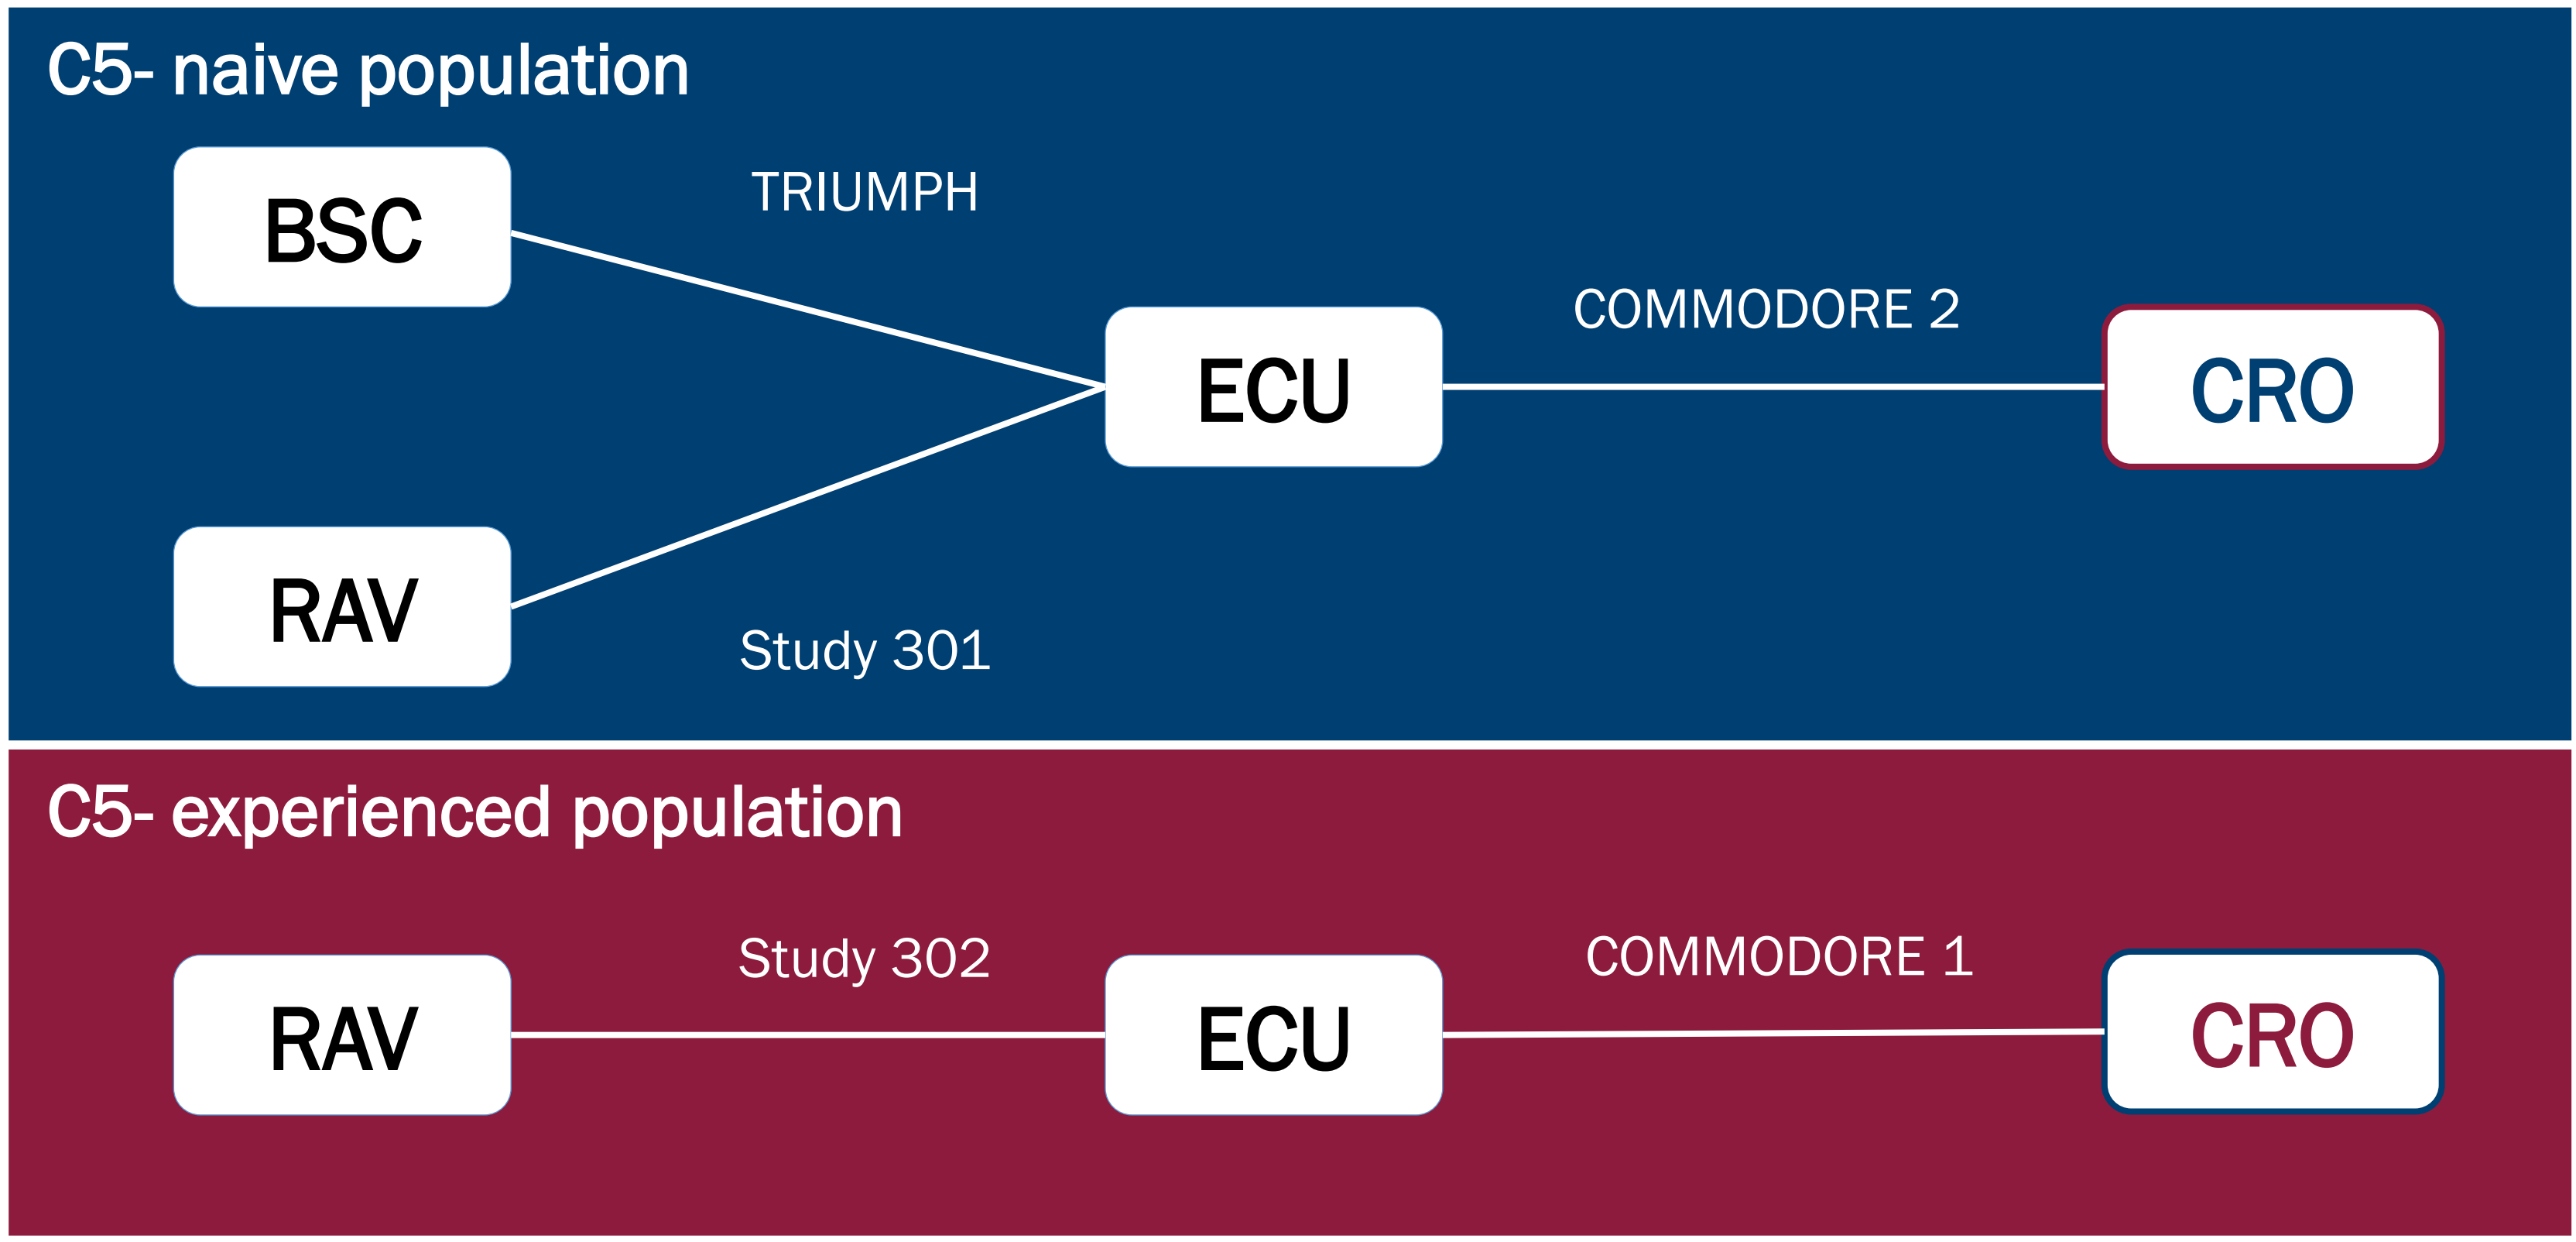 C5- naive population
BSC
TRIUMPH
COMMODORE 2
ECU
CRO
RAV
Study 301
C5- experienced population
Study 302
COMMODORE 1
RAV
ECU
CRO